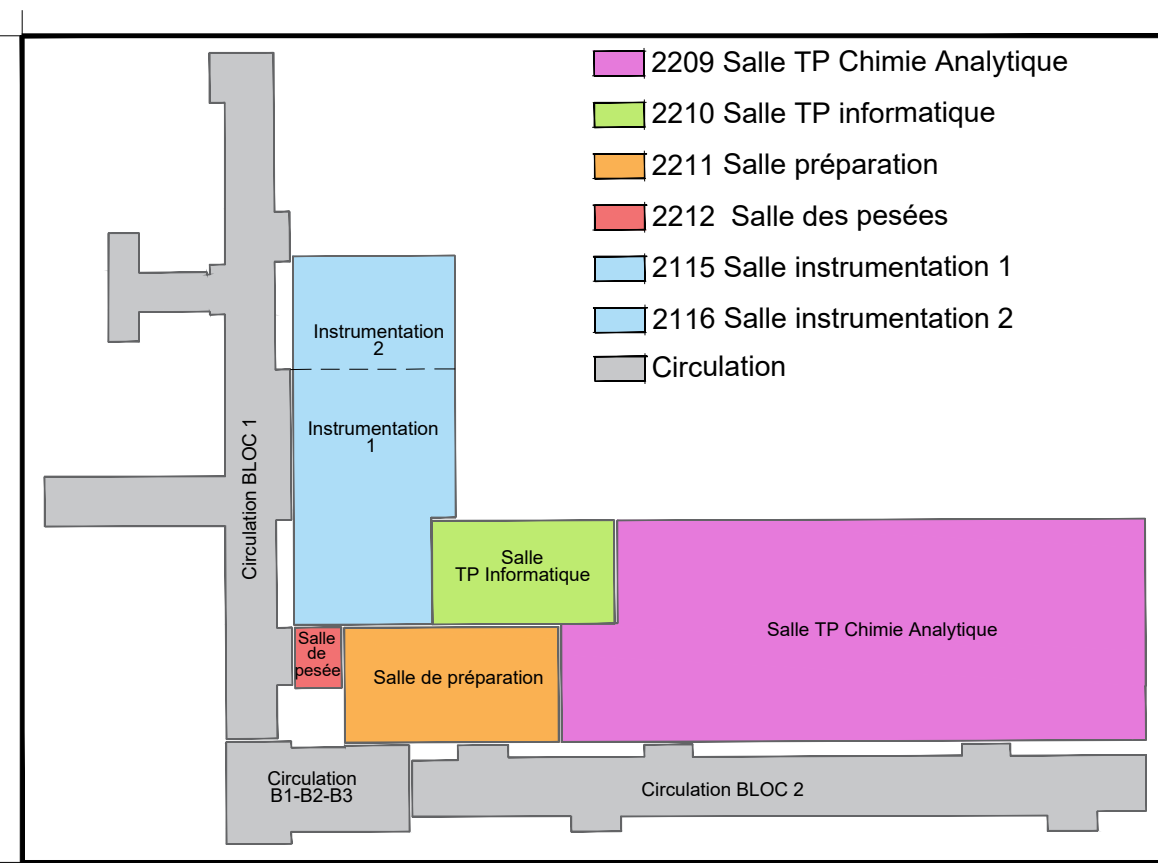 2209 Salle TP Chimie Analytique
2210 Salle TP informatique
2211 Salle préparation
2212 Salle des pesées
2115 Salle instrumentation 1
2116 Salle instrumentation 2
Circulation
Instrumentation
2
Instrumentation
1
Circulation BLOC 1
Salle
TP Informatique
Salle TP Chimie Analytique
Salle
de
pesée
Salle de préparation
Circulation
B1-B2-B3
Circulation BLOC 2